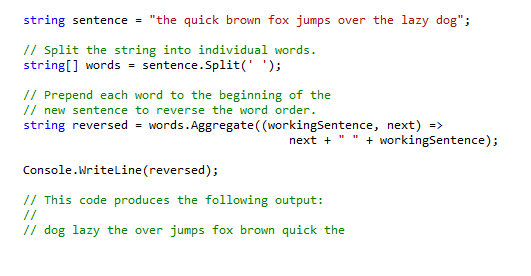 string sentence = "the quick brown fox jumps over the lazy dog";
// Split the string into individual words.
string[] words = sentence.Split(' ');
// Prepend each word to the beginning of the
// new sentence to reverse the word order.
string reversed = words.Aggregate((workingSentence, next) =>
next + " " + workingSentence);
Console.WriteLine(reversed);
// This code produces the following output:
//
// dog lazy the over jumps fox brown quick the